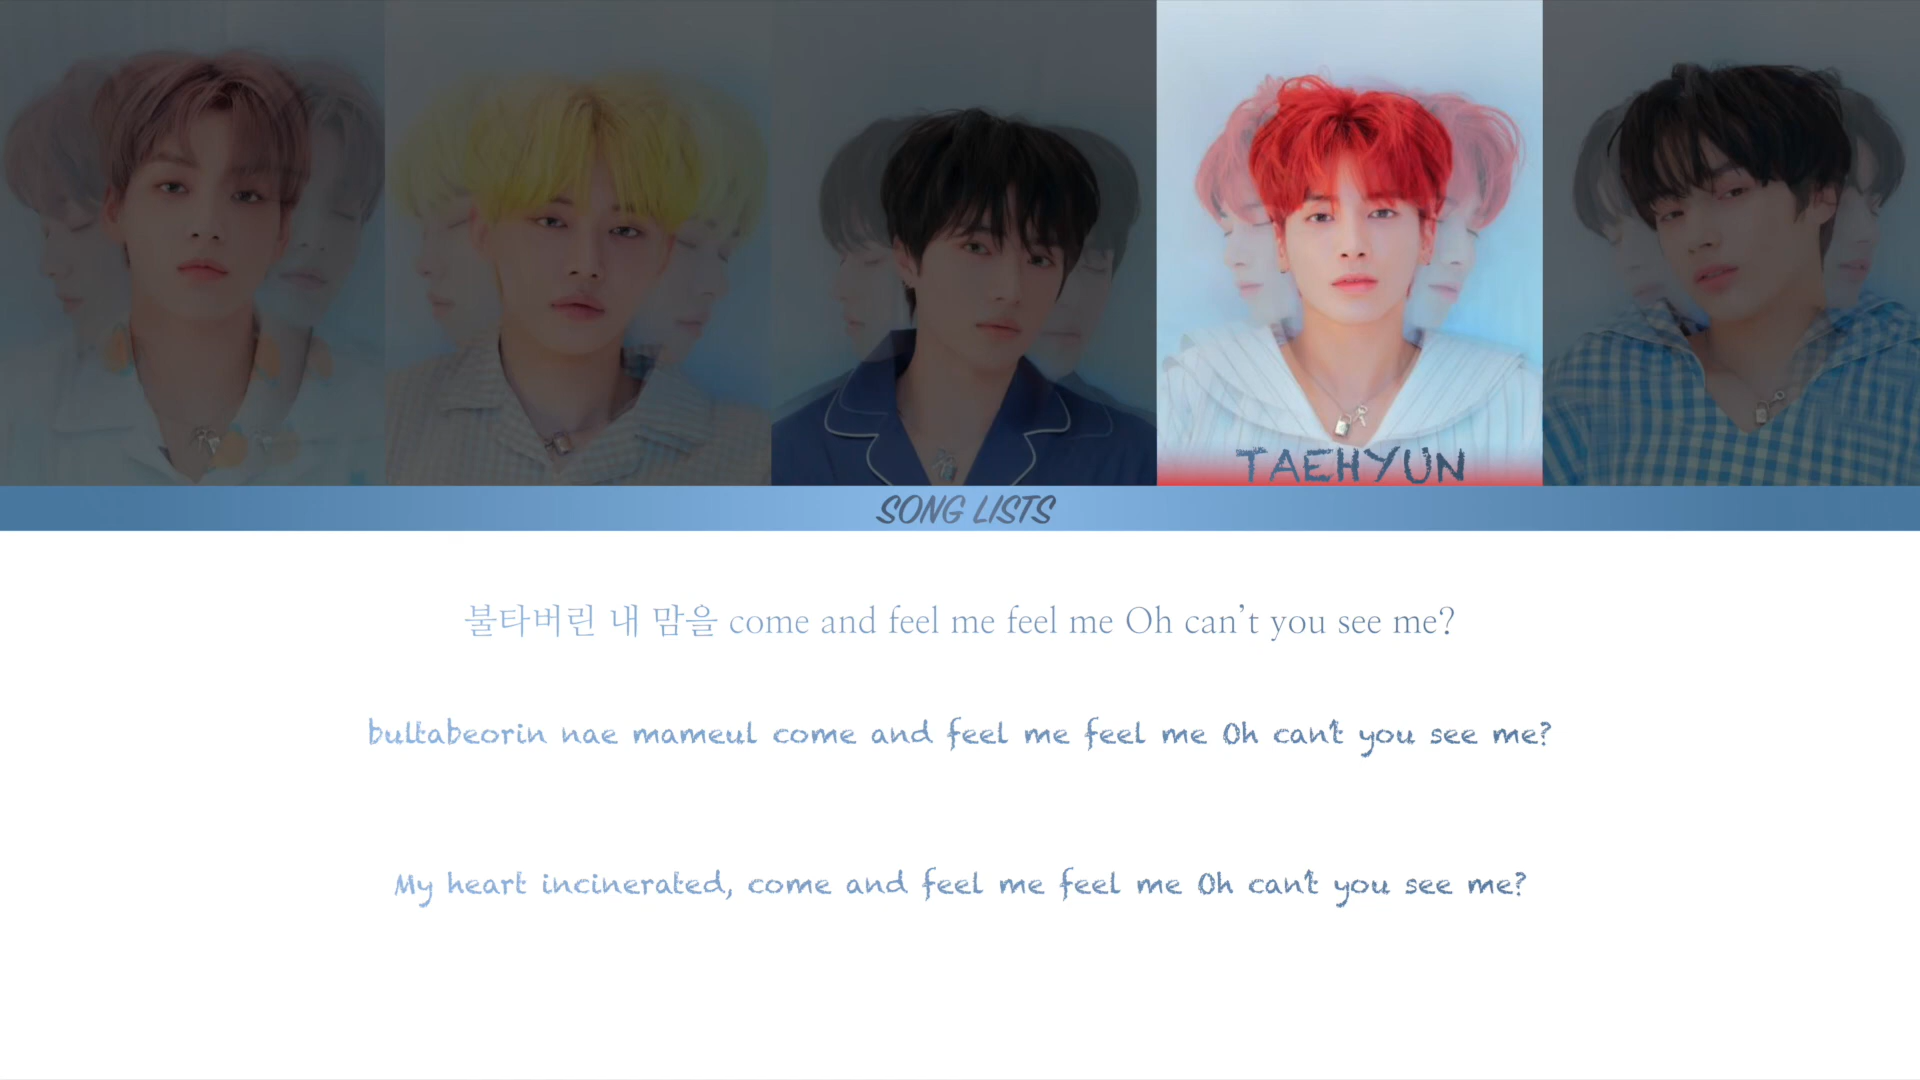 TAEHYUN
SONG LISTS
불타버린 내 맘을 come and feel me feel me Oh can’t you see me?
bultabeorin nae mameul come and feel me feel me Oh can't you see me?
My heart incinerated, come and feel me feel me Oh can't you see me?